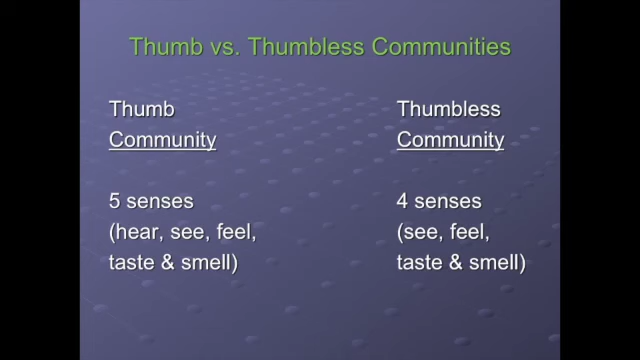 Thumb vs. Thumbless Communities
Thumb
Community
5 senses
(hear, see, feel,
taste & smell)
Thumbless
Community
4 senses
(see, feel,
taste & smell)